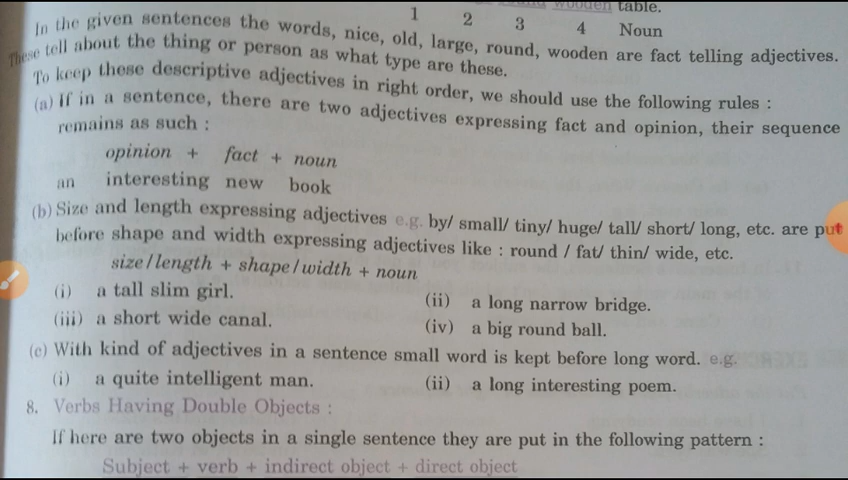 wooden table.
1 2 3 4 Noun
In the given sentences the words, nice, old, large, round, wooden are fact telling adjectives.
These tell about the thing or person as what type are these.
To keep these descriptive adjectives in right order, we should use the following rules :
(a) If in a sentence, there are two adjectives expressing fact and opinion, their sequence
remains as such :
opinion + fact + noun
an interesting new book
(b) Size and length expressing adjectives e.g. by/ small/ tiny/ huge/ tall/ short/ long, etc. are put
before shape and width expressing adjectives like : round / fat/ thin/ wide, etc.
size/length + shape/width + noun
(i) a tall slim girl. (ii) a long narrow bridge.
(iii) a short wide canal. (iv) a big round ball.
(c) With kind of adjectives in a sentence small word is kept before long word. e.g.
(i) a quite intelligent man. (ii) a long interesting poem.
8. Verbs Having Double Objects :
If here are two objects in a single sentence they are put in the following pattern :
Subject + verb + indirect object + direct object